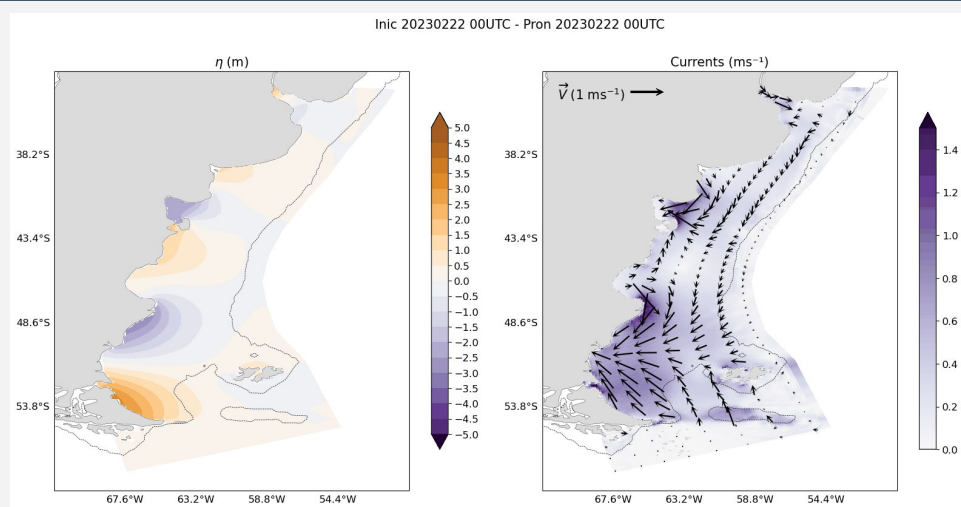 Inic 20230222 00UTC - Pron 20230222 00UTC
η (m)
38.2°S
43.4°S
48.6°S
53.8°S
67.6°W 63.2°W 58.8°W 54.4°W
5.0
4.5
4.0
3.5
3.0
2.5
2.0
1.5
1.0
0.5
0.0
−0.5
−1.0
−1.5
−2.0
−2.5
−3.0
−3.5
−4.0
−4.5
−5.0
Currents (ms⁻¹)
V⃗ (1 ms⁻¹)
38.2°S
43.4°S
48.6°S
53.8°S
67.6°W 63.2°W 58.8°W 54.4°W
1.4
1.2
1.0
0.8
0.6
0.4
0.2
0.0